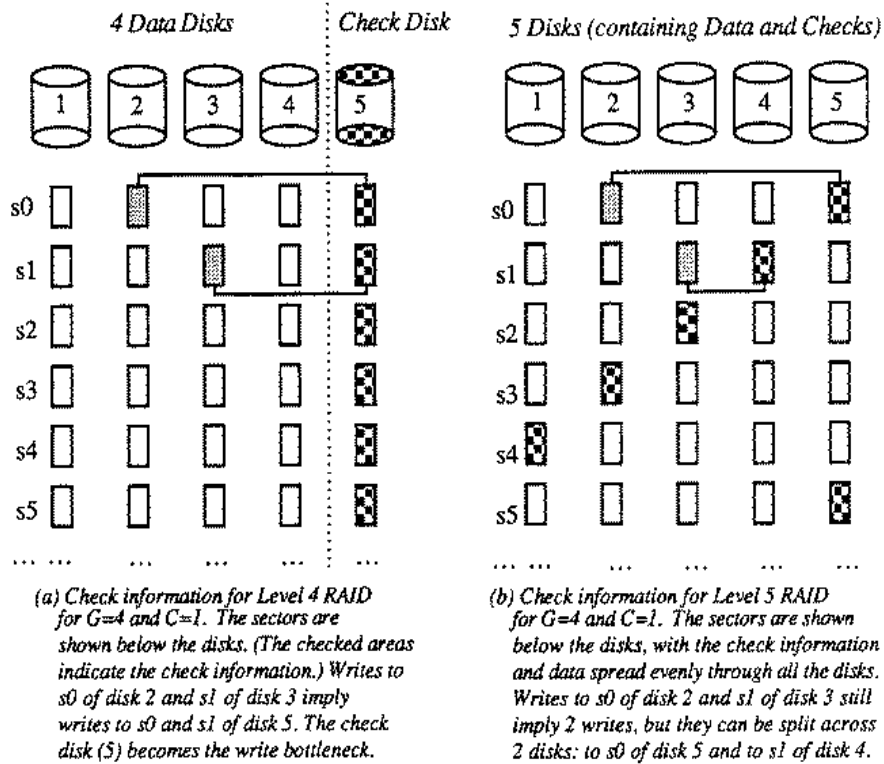 4 Data Disks
Check Disk
1 2 3 4 5
s0
s1
s2
s3
s4
s5
... ... ... ... ... ...
(a) Check information for Level 4 RAID
for G=4 and C=1. The sectors are
shown below the disks. (The checked areas
indicate the check information.) Writes to
s0 of disk 2 and s1 of disk 3 imply
writes to s0 and s1 of disk 5. The check
disk (5) becomes the write bottleneck.
5 Disks (containing Data and Checks)
1 2 3 4 5
s0
s1
s2
s3
s4
s5
... ... ... ... ... ...
(b) Check information for Level 5 RAID
for G=4 and C=1. The sectors are shown
below the disks, with the check information
and data spread evenly through all the disks.
Writes to s0 of disk 2 and s1 of disk 3 still
imply 2 writes, but they can be split across
2 disks: to s0 of disk 5 and to s1 of disk 4.